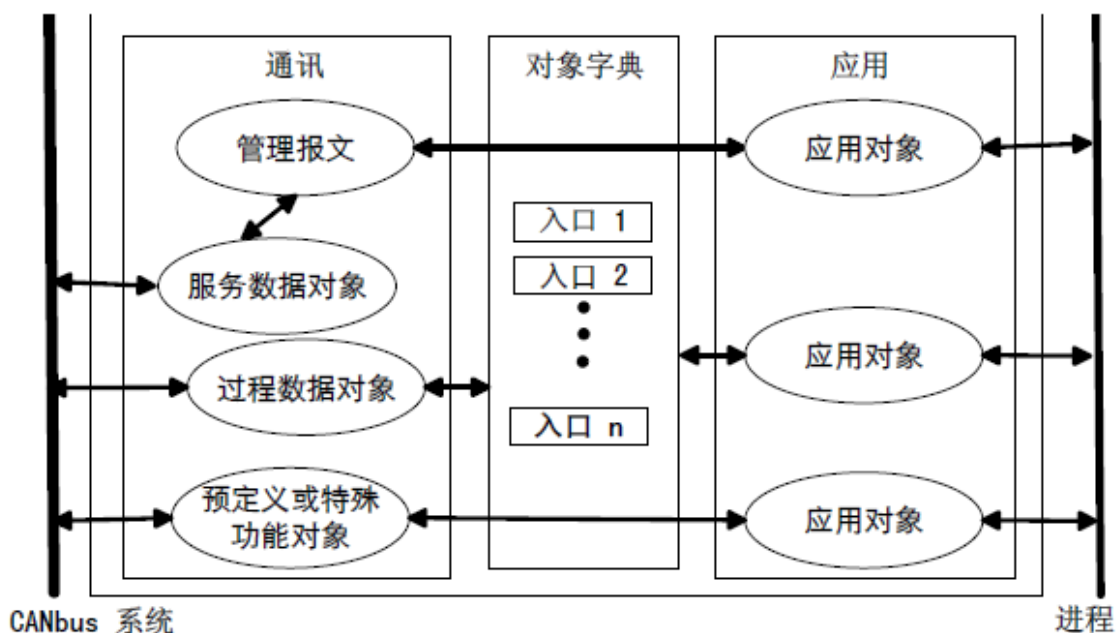 通讯
对象字典
应用
管理报文
应用对象
入口 1
入口 2
服务数据对象
应用对象
过程数据对象
入口 n
预定义或特殊
功能对象
应用对象
CANbus 系统
进程